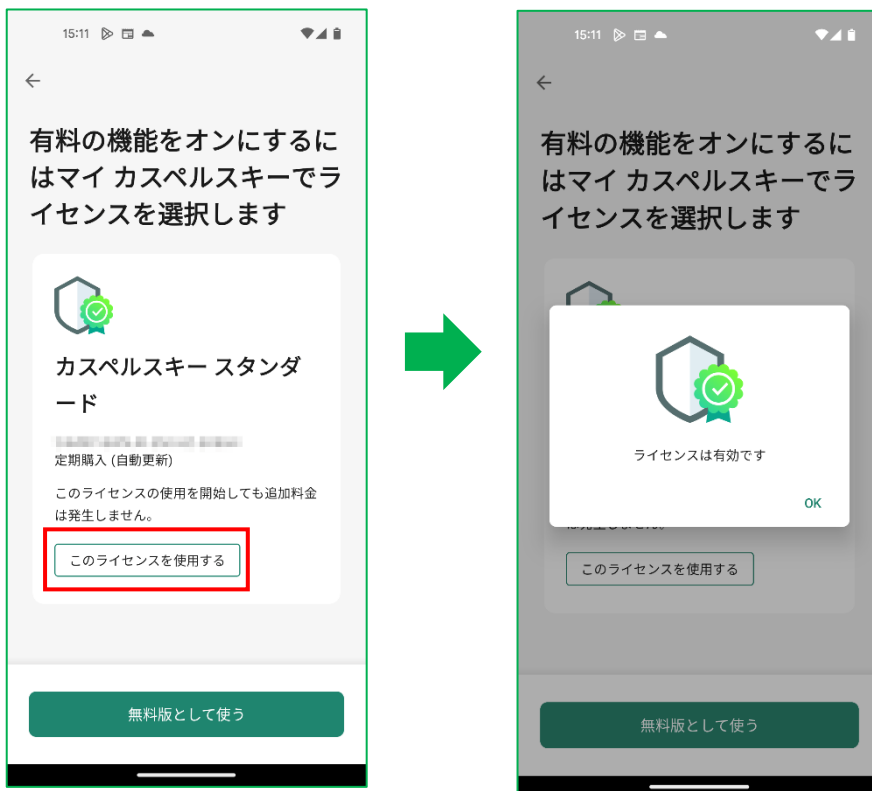 15:11
有料の機能をオンにするに
はマイ カスペルスキーでラ
イセンスを選択します
カスペルスキー スタンダ
ード
定期購入 (自動更新)
このライセンスの使用を開始しても追加料金
は発生しません。
このライセンスを使用する
無料版として使う
15:11
有料の機能をオンにするに
はマイ カスペルスキーでラ
イセンスを選択します
ライセンスは有効です
OK
は発生しません。
このライセンスを使用する
無料版として使う